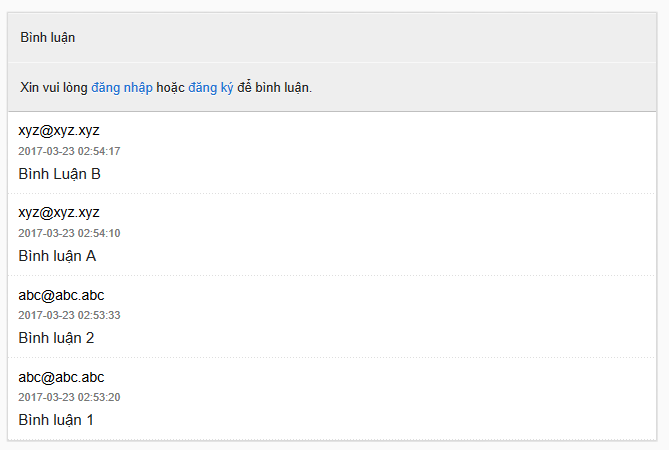 Bình luận
Xin vui lòng đăng nhập hoặc đăng ký để bình luận.
xyz@xyz.xyz
2017-03-23 02:54:17
Bình Luận B
xyz@xyz.xyz
2017-03-23 02:54:10
Bình luận A
abc@abc.abc
2017-03-23 02:53:33
Bình luận 2
abc@abc.abc
2017-03-23 02:53:20
Bình luận 1